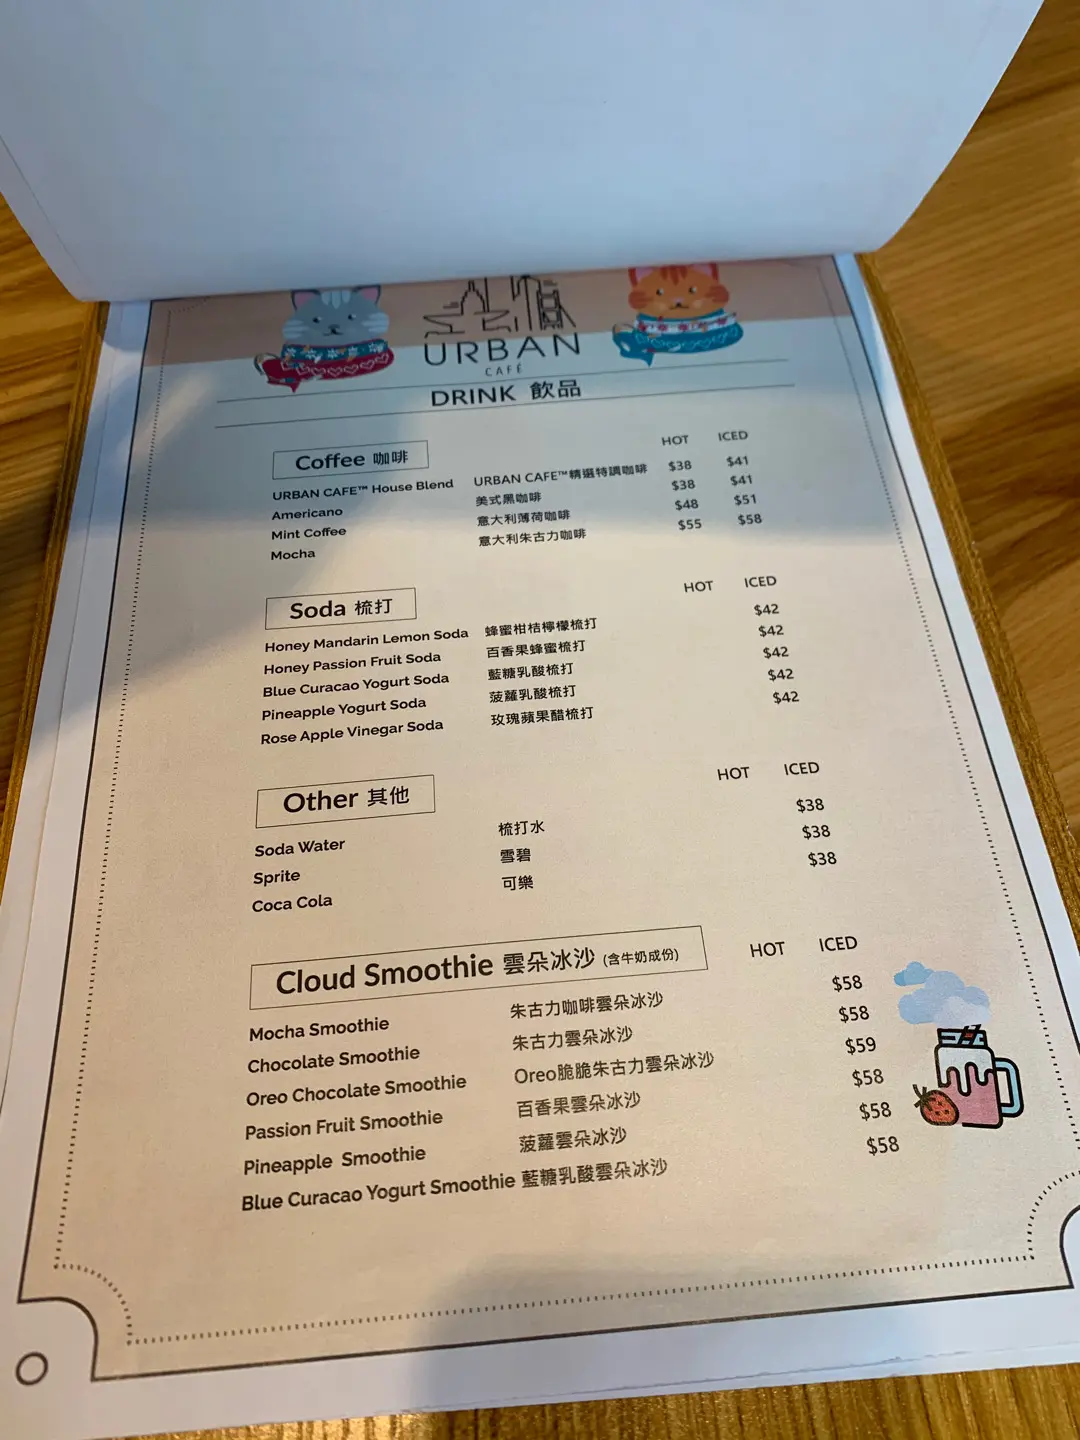 URBAN
CAFÉ
DRINK 飲品
Coffee 咖啡 HOT ICED
URBAN CAFE™ House Blend URBAN CAFE™精選特調咖啡 $38 $41
Americano 美式黑咖啡 $38 $41
Mint Coffee 意大利薄荷咖啡 $48 $51
Mocha 意大利朱古力咖啡 $55 $58
Soda 梳打 HOT ICED
Honey Mandarin Lemon Soda 蜂蜜柑桔檸檬梳打 $42
Honey Passion Fruit Soda 百香果蜂蜜梳打 $42
Blue Curacao Yogurt Soda 藍糖乳酸梳打 $42
Pineapple Yogurt Soda 菠蘿乳酸梳打 $42
Rose Apple Vinegar Soda 玫瑰蘋果醋梳打 $42
Other 其他 HOT ICED
Soda Water 梳打水 $38
Sprite 雪碧 $38
Coca Cola 可樂 $38
Cloud Smoothie 雲朵冰沙 (含牛奶成份) HOT ICED
Mocha Smoothie 朱古力咖啡雲朵冰沙 $58
Chocolate Smoothie 朱古力雲朵冰沙 $58
Oreo Chocolate Smoothie Oreo脆脆朱古力雲朵冰沙 $59
Passion Fruit Smoothie 百香果雲朵冰沙 $58
Pineapple Smoothie 菠蘿雲朵冰沙 $58
Blue Curacao Yogurt Smoothie 藍糖乳酸雲朵冰沙 $58